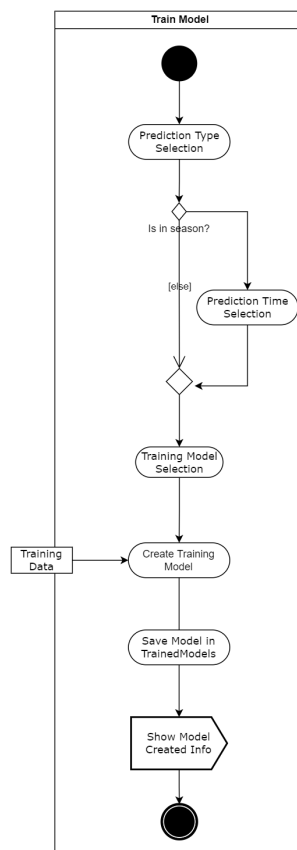 Train Model
Prediction Type
Selection
Is in season?
[else]
Prediction Time
Selection
Training Model
Selection
Training
Data
Create Training
Model
Save Model in
TrainedModels
Show Model
Created Info